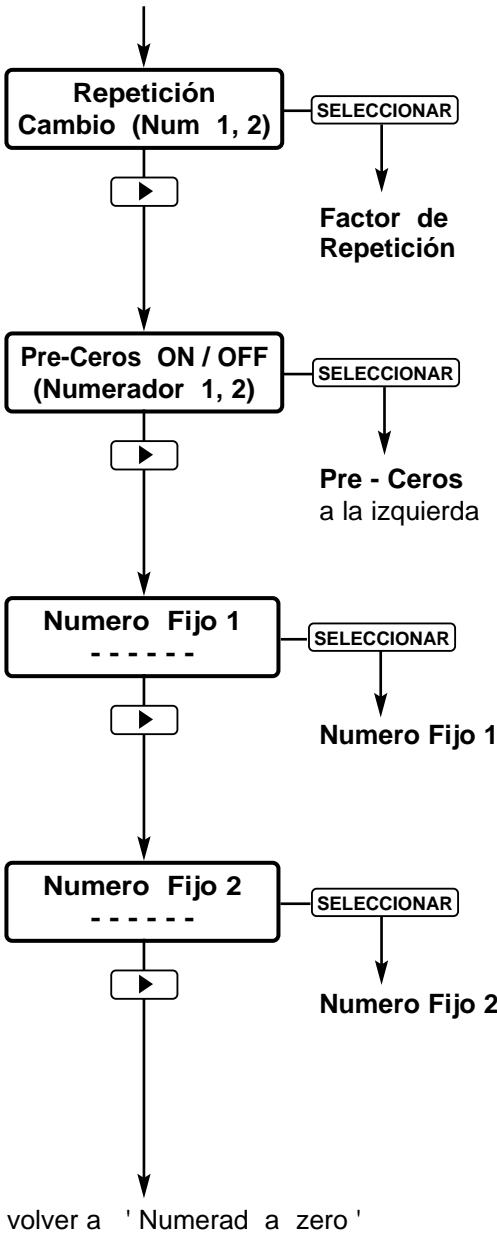 Repetición
Cambio (Num 1, 2)
SELECCIONAR
Factor de
Repetición
Pre-Ceros ON / OFF
(Numerador 1, 2)
SELECCIONAR
Pre - Ceros
a la izquierda
Numero Fijo 1
- - - - - -
SELECCIONAR
Numero Fijo 1
Numero Fijo 2
- - - - - -
SELECCIONAR
Numero Fijo 2
volver a ' Numerad a zero '